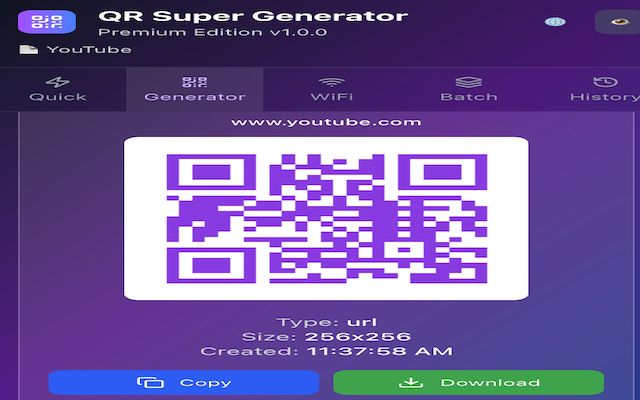 QR Super Generator
Premium Edition v1.0.0
YouTube
Quick
Generator
WiFi
Batch
History
www.youtube.com
Type: url
Size: 256x256
Created: 11:37:58 AM
Copy
Download